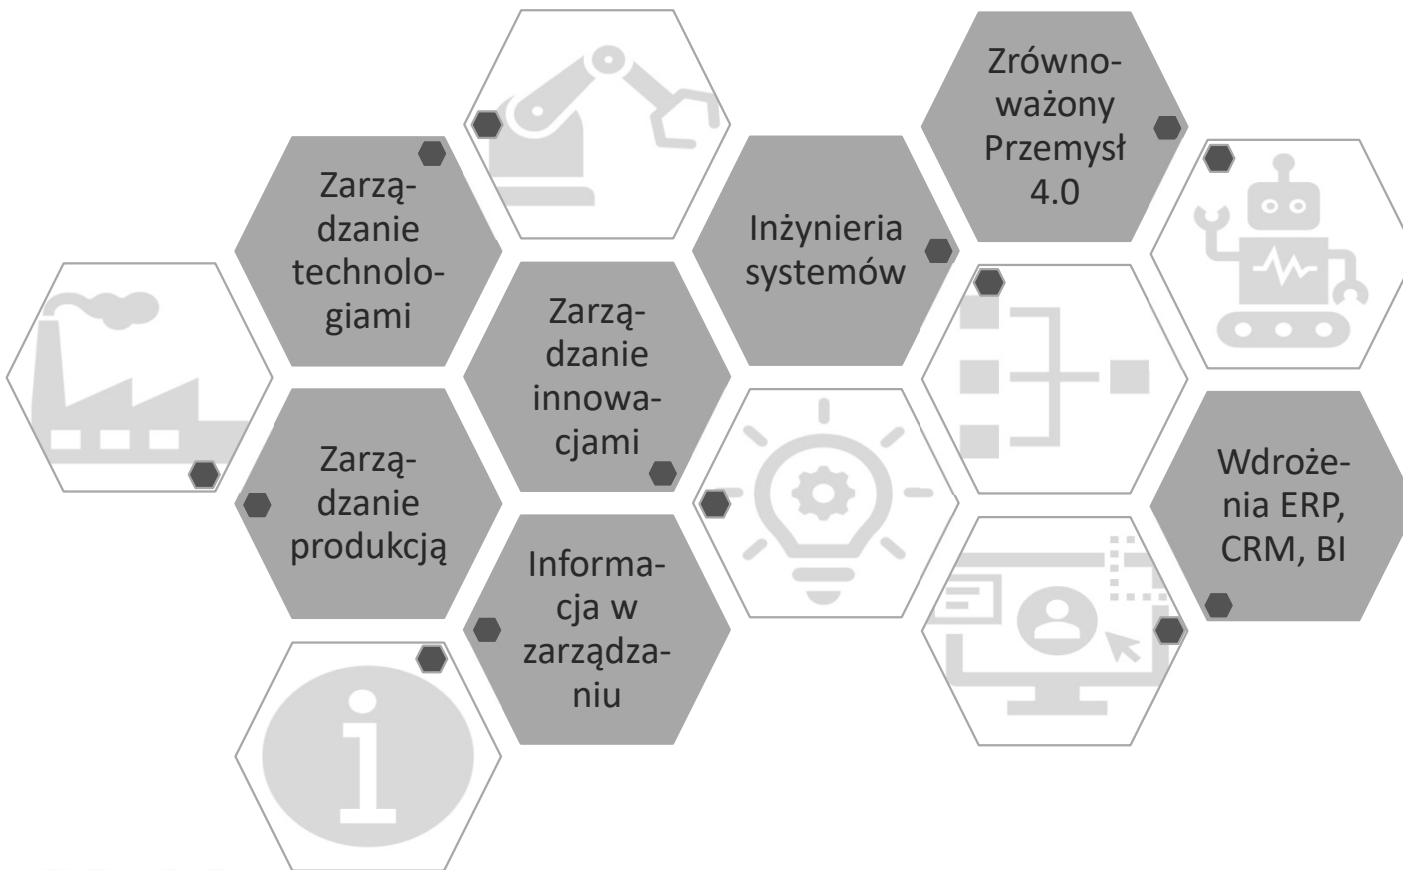 Zarzą-
dzanie
technolo-
giami
Zarzą-
dzanie
produkcją
Zarzą-
dzanie
innowa-
cjami
Informa-
cja w
zarządza-
niu
Inżynieria
systemów
Zrówno-
ważony
Przemysł
4.0
Wdroże-
nia ERP,
CRM, BI